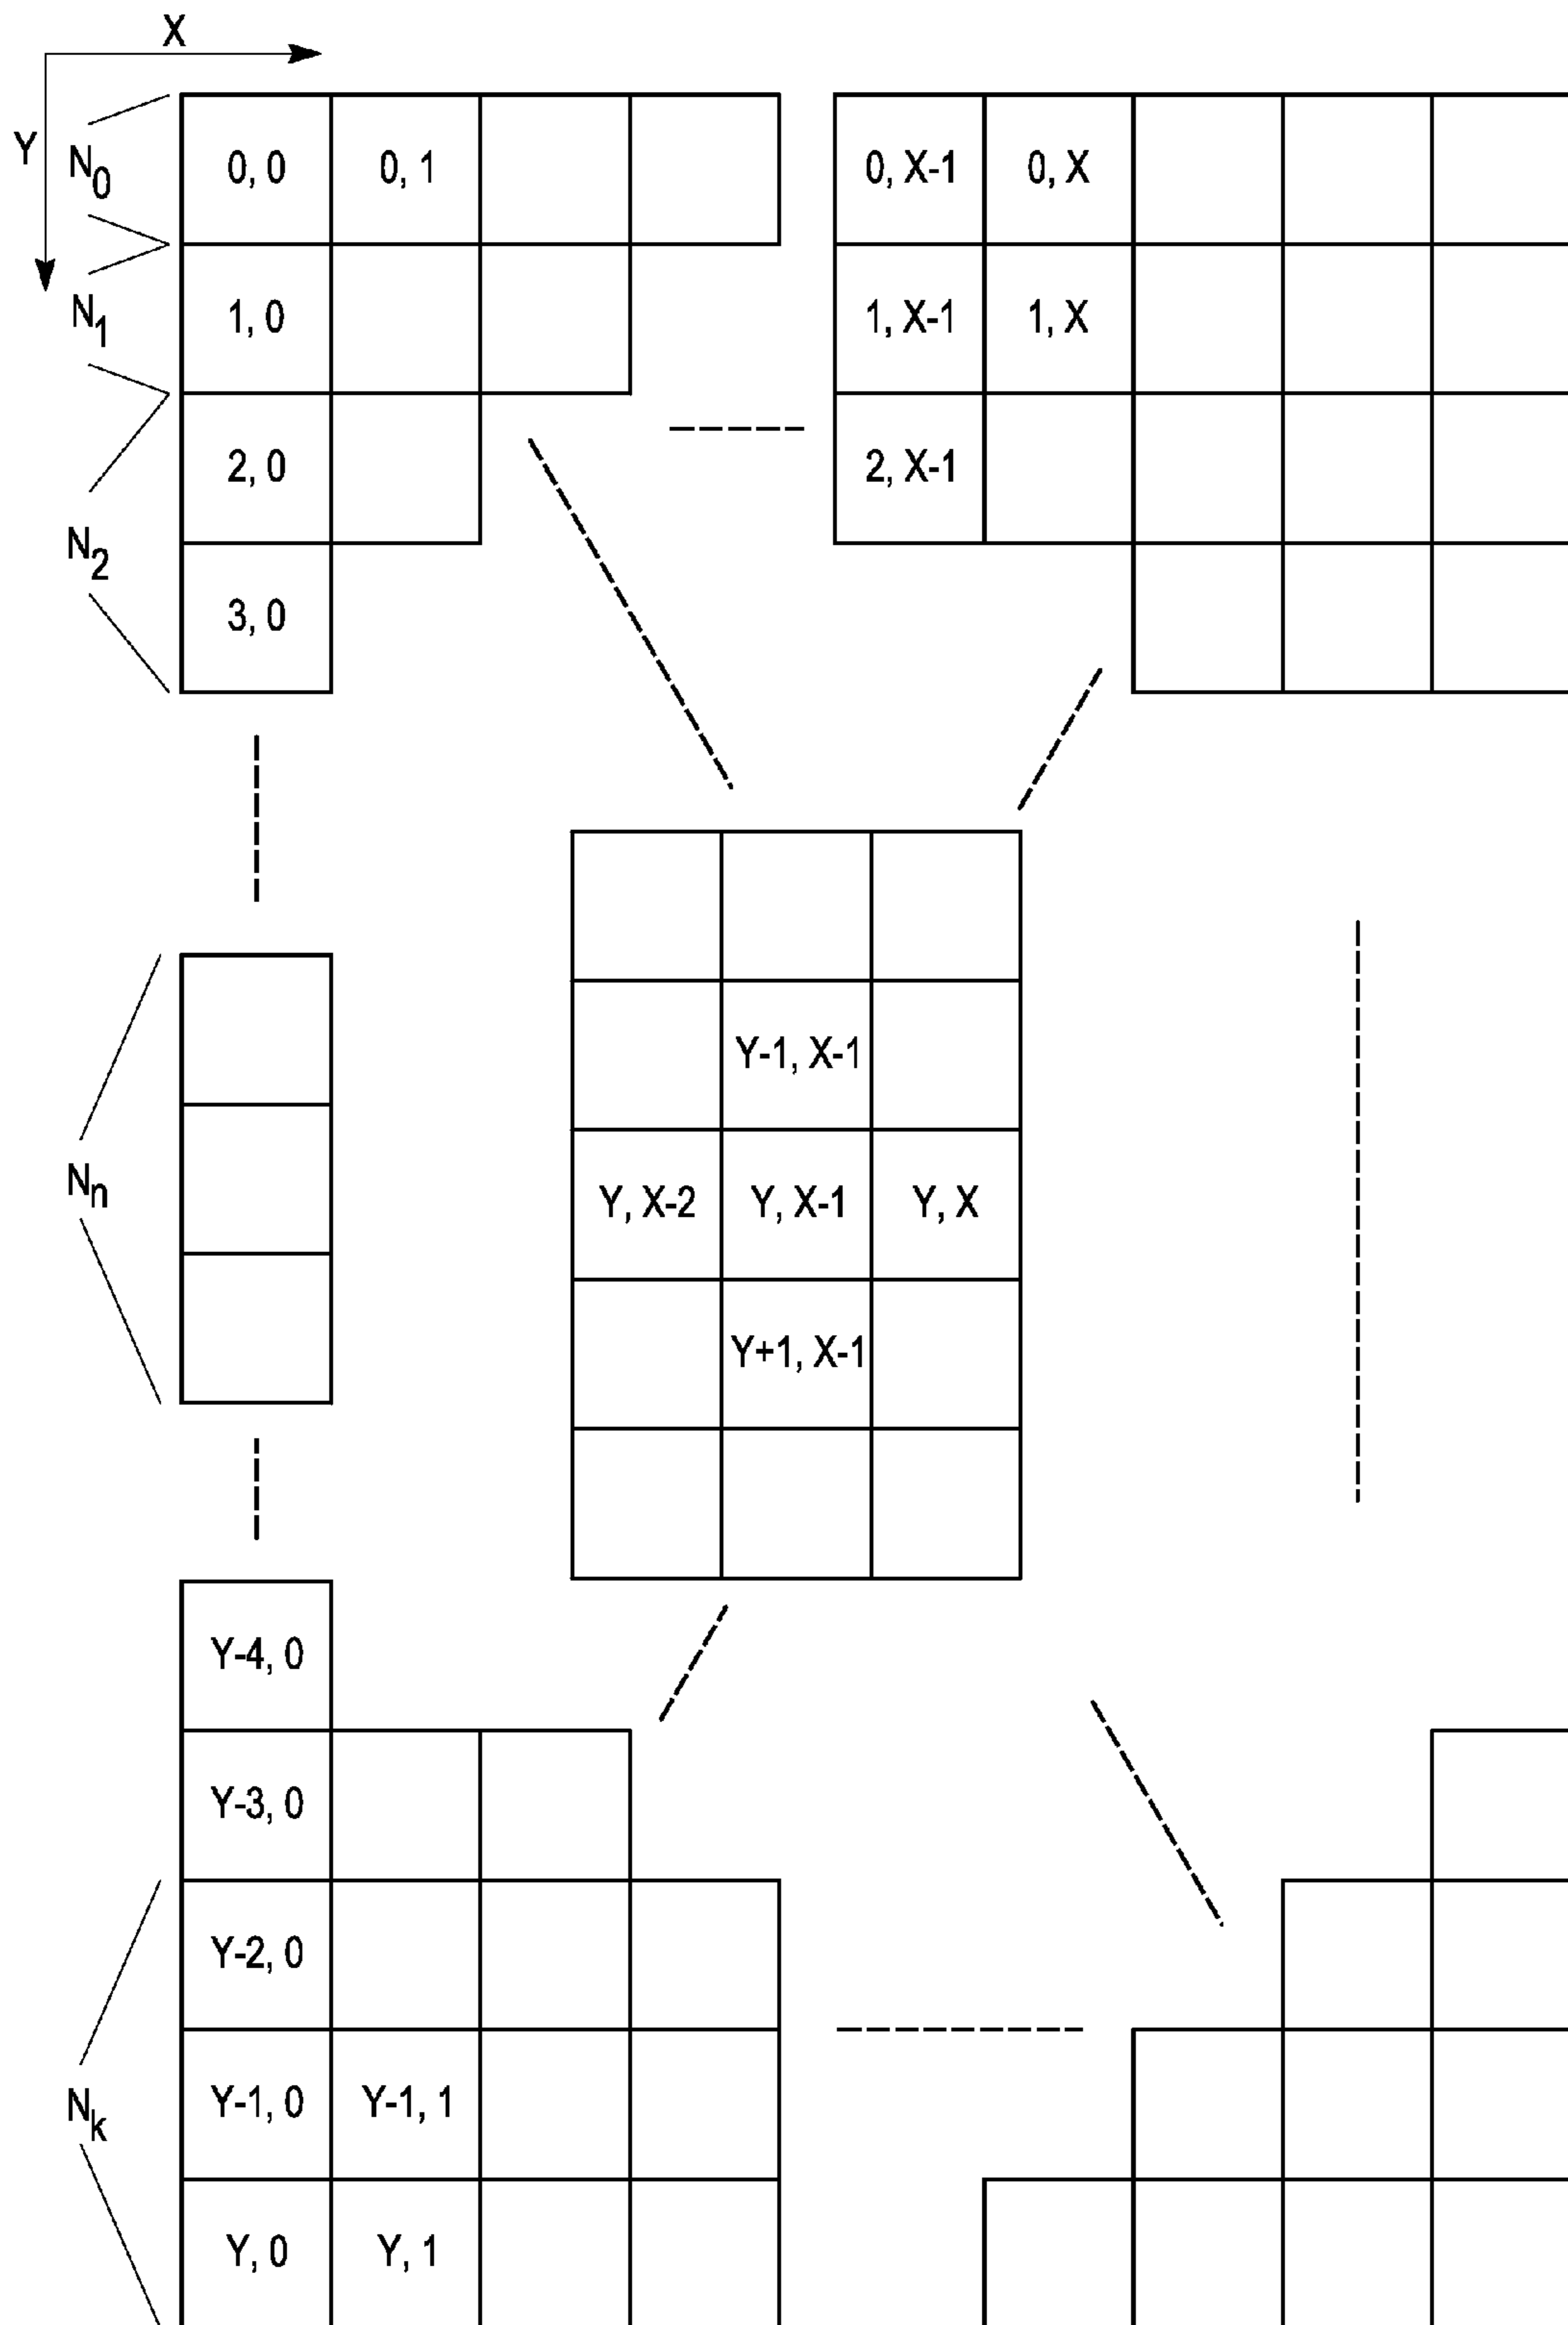 X
Y
N0 0, 0 0, 1 0, X-1 0, X
N1 1, 0 1, X-1 1, X
2, 0 2, X-1
N2
3, 0
Y-1, X-1
Nn Y, X-2 Y, X-1 Y, X
Y+1, X-1
Y-4, 0
Y-3, 0
Y-2, 0
Nk Y-1, 0 Y-1, 1
Y, 0 Y, 1